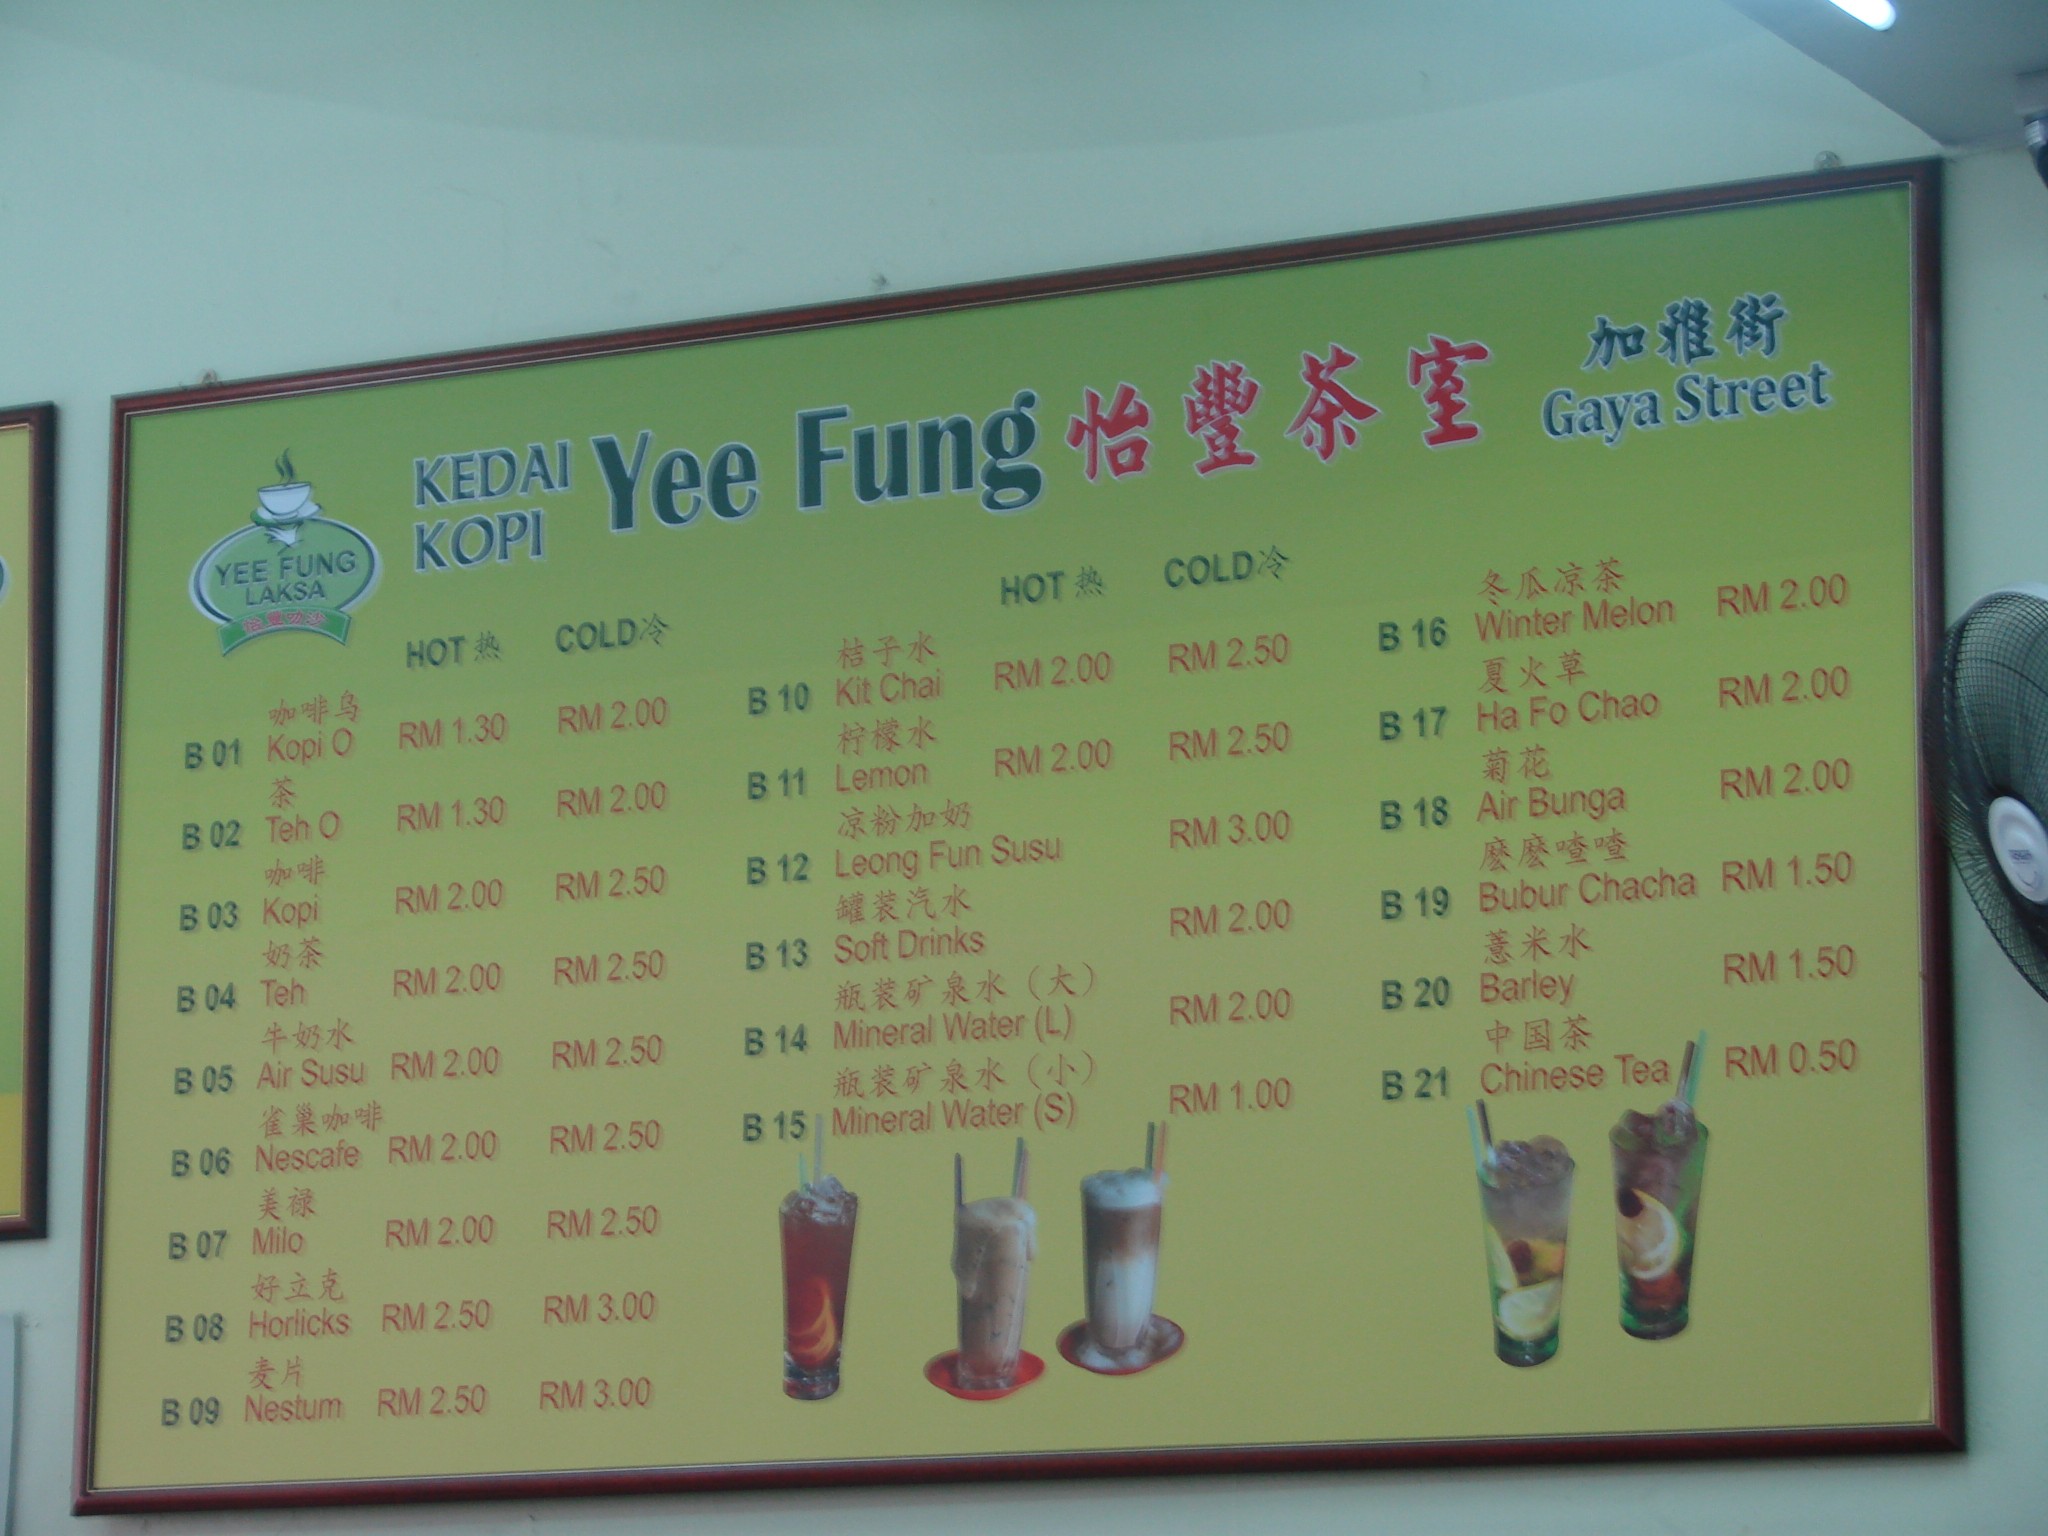 KEDAI
KOPI
Yee Fung 怡豐茶室
加雅街
Gaya Street
YEE FUNG
LAKSA
怡豐叻沙
HOT 热 COLD 冷
咖啡乌
B 01 Kopi O RM 1.30 RM 2.00
茶
B 02 Teh O RM 1.30 RM 2.00
咖啡
B 03 Kopi RM 2.00 RM 2.50
奶茶
B 04 Teh RM 2.00 RM 2.50
牛奶水
B 05 Air Susu RM 2.00 RM 2.50
雀巢咖啡
B 06 Nescafe RM 2.00 RM 2.50
美禄
B 07 Milo RM 2.00 RM 2.50
好立克
B 08 Horlicks RM 2.50 RM 3.00
麦片
B 09 Nestum RM 2.50 RM 3.00
HOT 热 COLD 冷
桔子水
B 10 Kit Chai RM 2.00 RM 2.50
柠檬水
B 11 Lemon RM 2.00 RM 2.50
凉粉加奶
B 12 Leong Fun Susu RM 3.00
罐装汽水
B 13 Soft Drinks RM 2.00
瓶装矿泉水（大）
B 14 Mineral Water (L) RM 2.00
瓶装矿泉水（小）
B 15 Mineral Water (S) RM 1.00
冬瓜凉茶
B 16 Winter Melon RM 2.00
夏火草
B 17 Ha Fo Chao RM 2.00
菊花
B 18 Air Bunga RM 2.00
麽麽喳喳
B 19 Bubur Chacha RM 1.50
薏米水
B 20 Barley RM 1.50
中国茶
B 21 Chinese Tea RM 0.50